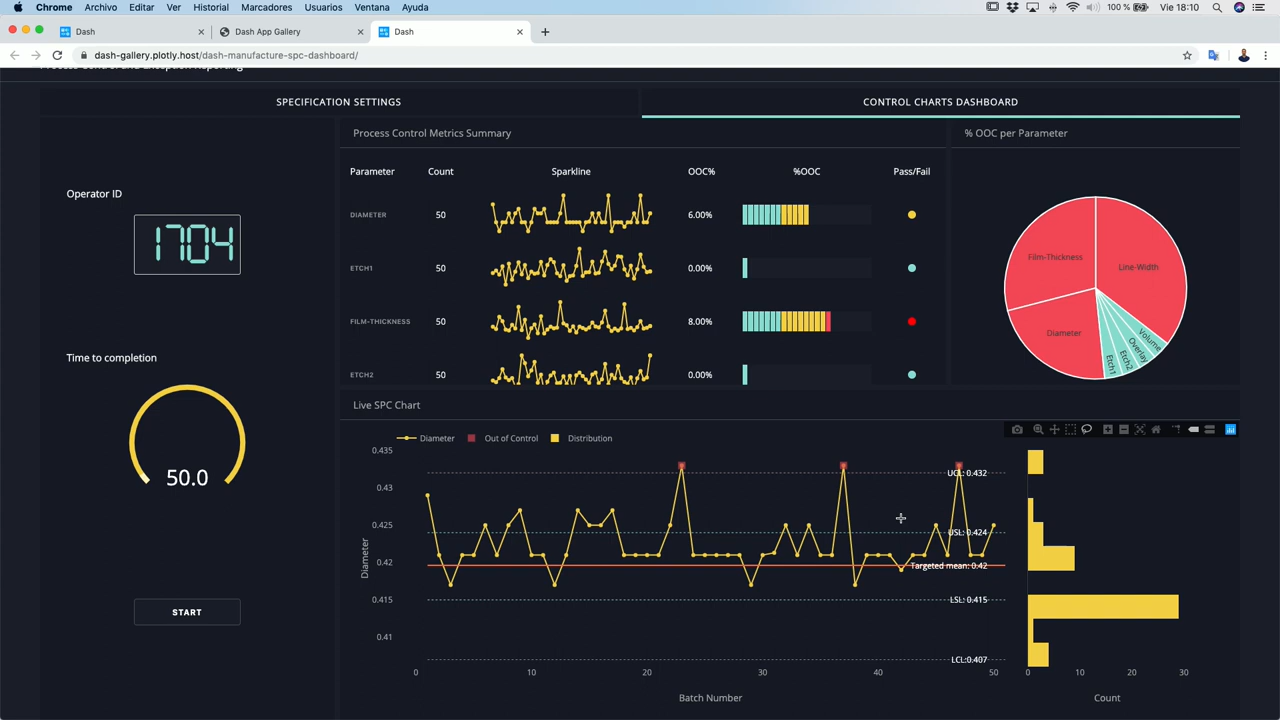 Chrome Archivo Editar Ver Historial Marcadores Usuarios Ventana Ayuda 100 % Vie 18:10
Dash Dash App Gallery Dash
dash-gallery.plotly.host/dash-manufacture-spc-dashboard/
SPECIFICATION SETTINGS CONTROL CHARTS DASHBOARD
Process Control Metrics Summary % OOC per Parameter
Parameter Count Sparkline OOC% %OOC Pass/Fail
Operator ID
1704
DIAMETER 50 6.00%
ETCH1 50 0.00%
FILM-THICKNESS 50 8.00%
ETCH2 50 0.00%
Film-Thickness
Line-Width
Diameter
Volume
Overlay
Etch2
Etch1
Time to completion
50.0
START
Live SPC Chart
Diameter Out of Control Distribution
0.435
0.43
0.425
0.42
0.415
0.41
Diameter
UCL: 0.432
USL: 0.424
Targeted mean: 0.42
LSL: 0.415
LCL:0.407
0 10 20 30 40 50
Batch Number
0 10 20 30
Count